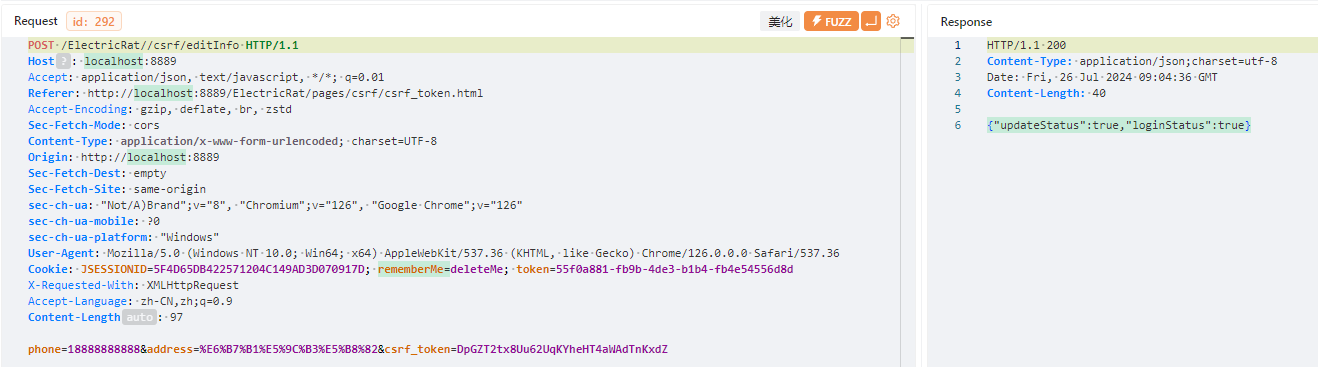 Request id: 292 美化 FUZZ
POST /ElectricRat//csrf/editInfo HTTP/1.1
Host ? : localhost:8889
Accept: application/json, text/javascript, */*; q=0.01
Referer: http://localhost:8889/ElectricRat/pages/csrf/csrf_token.html
Accept-Encoding: gzip, deflate, br, zstd
Sec-Fetch-Mode: cors
Content-Type: application/x-www-form-urlencoded; charset=UTF-8
Origin: http://localhost:8889
Sec-Fetch-Dest: empty
Sec-Fetch-Site: same-origin
sec-ch-ua: "Not/A)Brand";v="8", "Chromium";v="126", "Google Chrome";v="126"
sec-ch-ua-mobile: ?0
sec-ch-ua-platform: "Windows"
User-Agent: Mozilla/5.0 (Windows NT 10.0; Win64; x64) AppleWebKit/537.36 (KHTML, like Gecko) Chrome/126.0.0.0 Safari/537.36
Cookie: JSESSIONID=5F4D65DB422571204C149AD3D070917D; rememberMe=deleteMe; token=55f0a881-fb9b-4de3-b1b4-fb4e54556d8d
X-Requested-With: XMLHttpRequest
Accept-Language: zh-CN,zh;q=0.9
Content-Length auto : 97
phone=18888888888&address=%E6%B7%B1%E5%9C%B3%E5%B8%82&csrf_token=DpGZT2tx8Uu62UqKYheHT4aWAdTnKxdZ
Response
1 HTTP/1.1 200
2 Content-Type: application/json;charset=utf-8
3 Date: Fri, 26 Jul 2024 09:04:36 GMT
4 Content-Length: 40
5
6 {"updateStatus":true,"loginStatus":true}